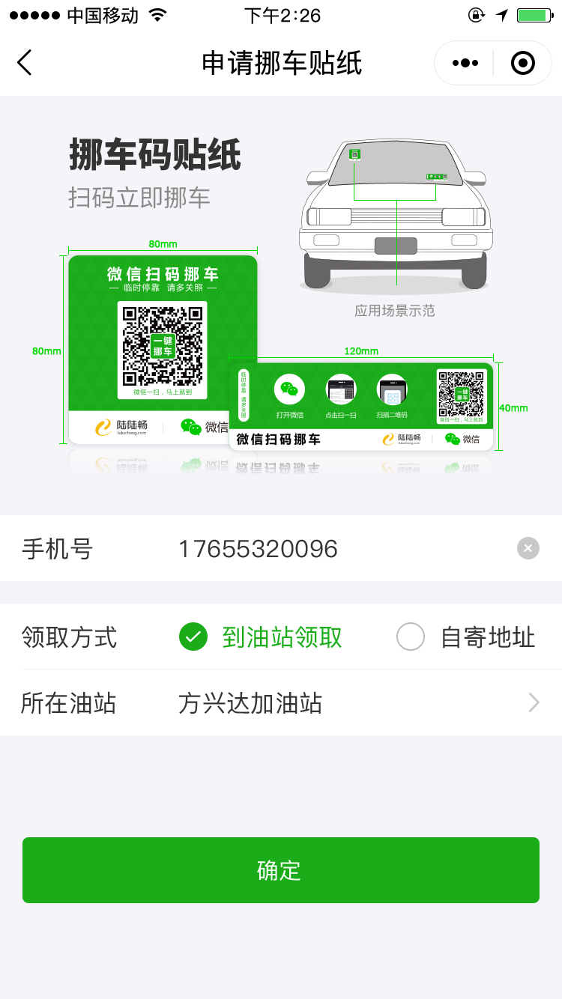 中国移动
下午2:26
申请挪车贴纸
挪车码贴纸
扫码立即挪车
80mm
微信扫码挪车
临时停靠 请多关照
一键
挪车
微信一扫,马上就到
陆陆畅
luluchang.com
微信
80mm
应用场景示范
120mm
临时停靠 请多关照
打开微信
点击扫一扫
扫描二维码
一键
挪车
微信一扫,马上就到
微信扫码挪车
陆陆畅
luluchang.com
微信
40mm
手机号 17655320096
领取方式 到油站领取 自寄地址
所在油站 方兴达加油站
确定